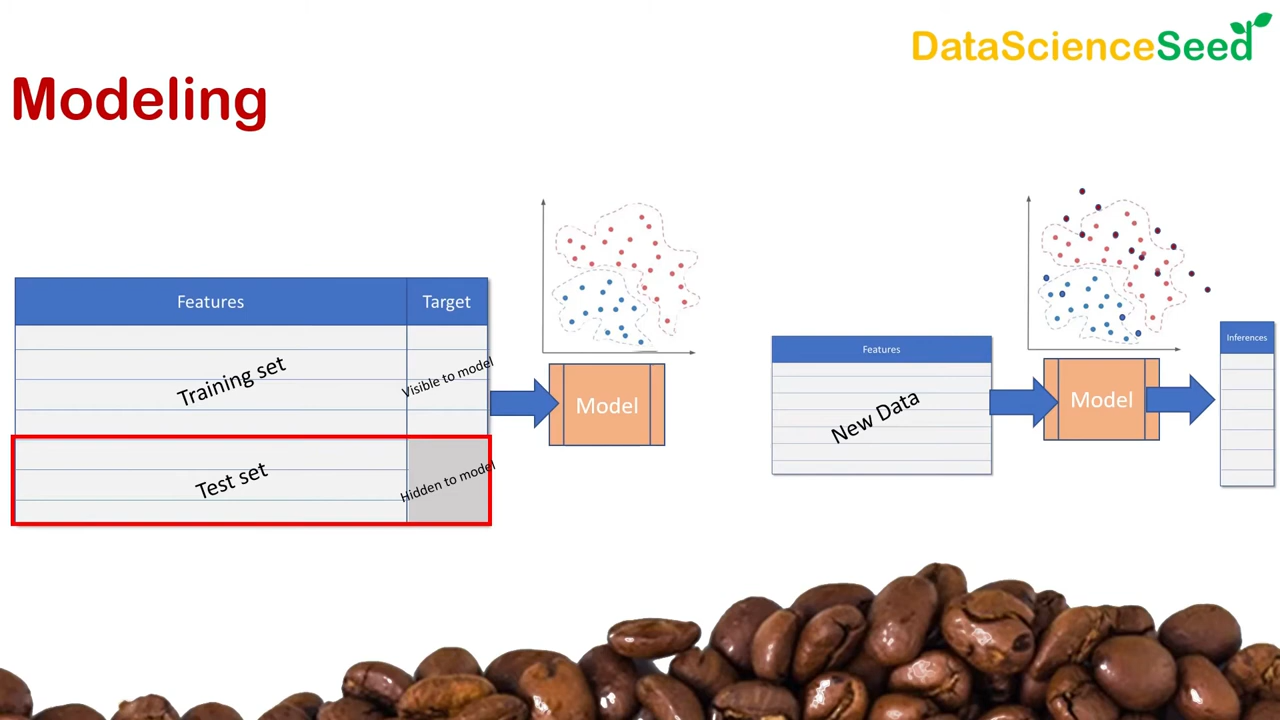 DataScienceSeed
Modeling
Features
Target
Training set
Visible to model
Test set
Hidden to model
Model
Features
New Data
Model
Inferences